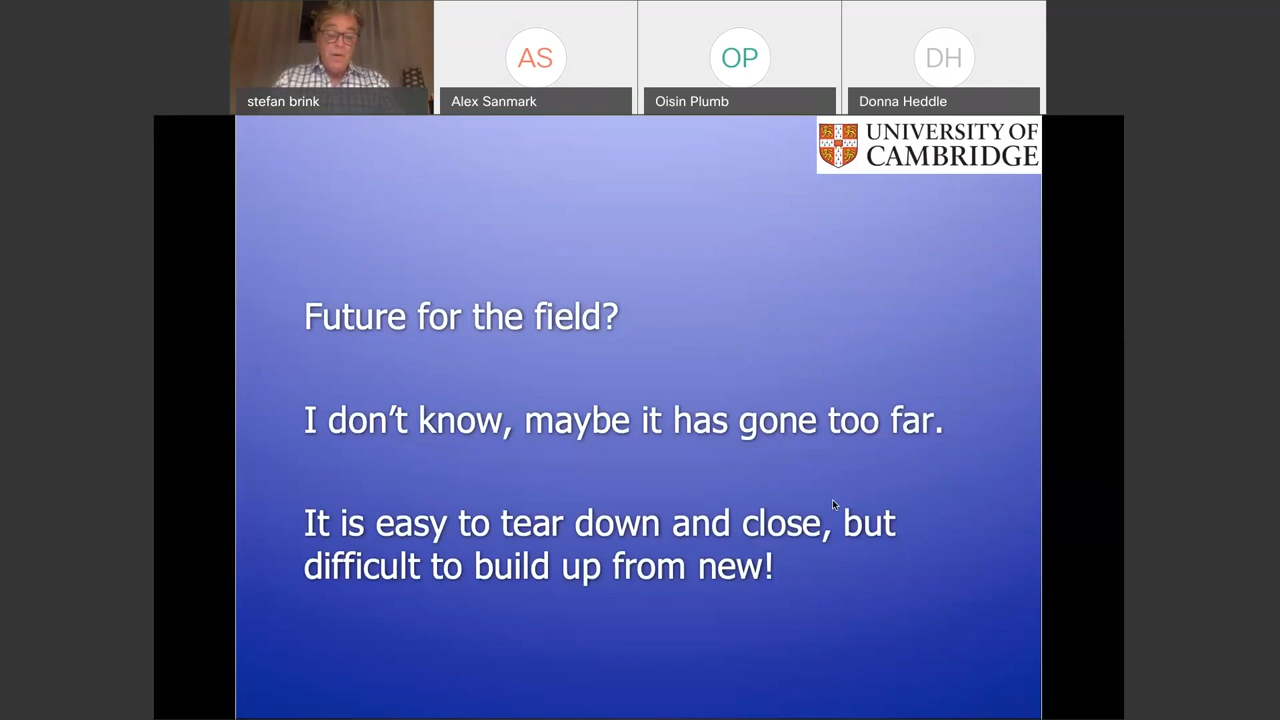 AS
OP
DH
stefan brink
Alex Sanmark
Oisin Plumb
Donna Heddle
UNIVERSITY OF
CAMBRIDGE
Future for the field?
I don’t know, maybe it has gone too far.
It is easy to tear down and close, but
difficult to build up from new!